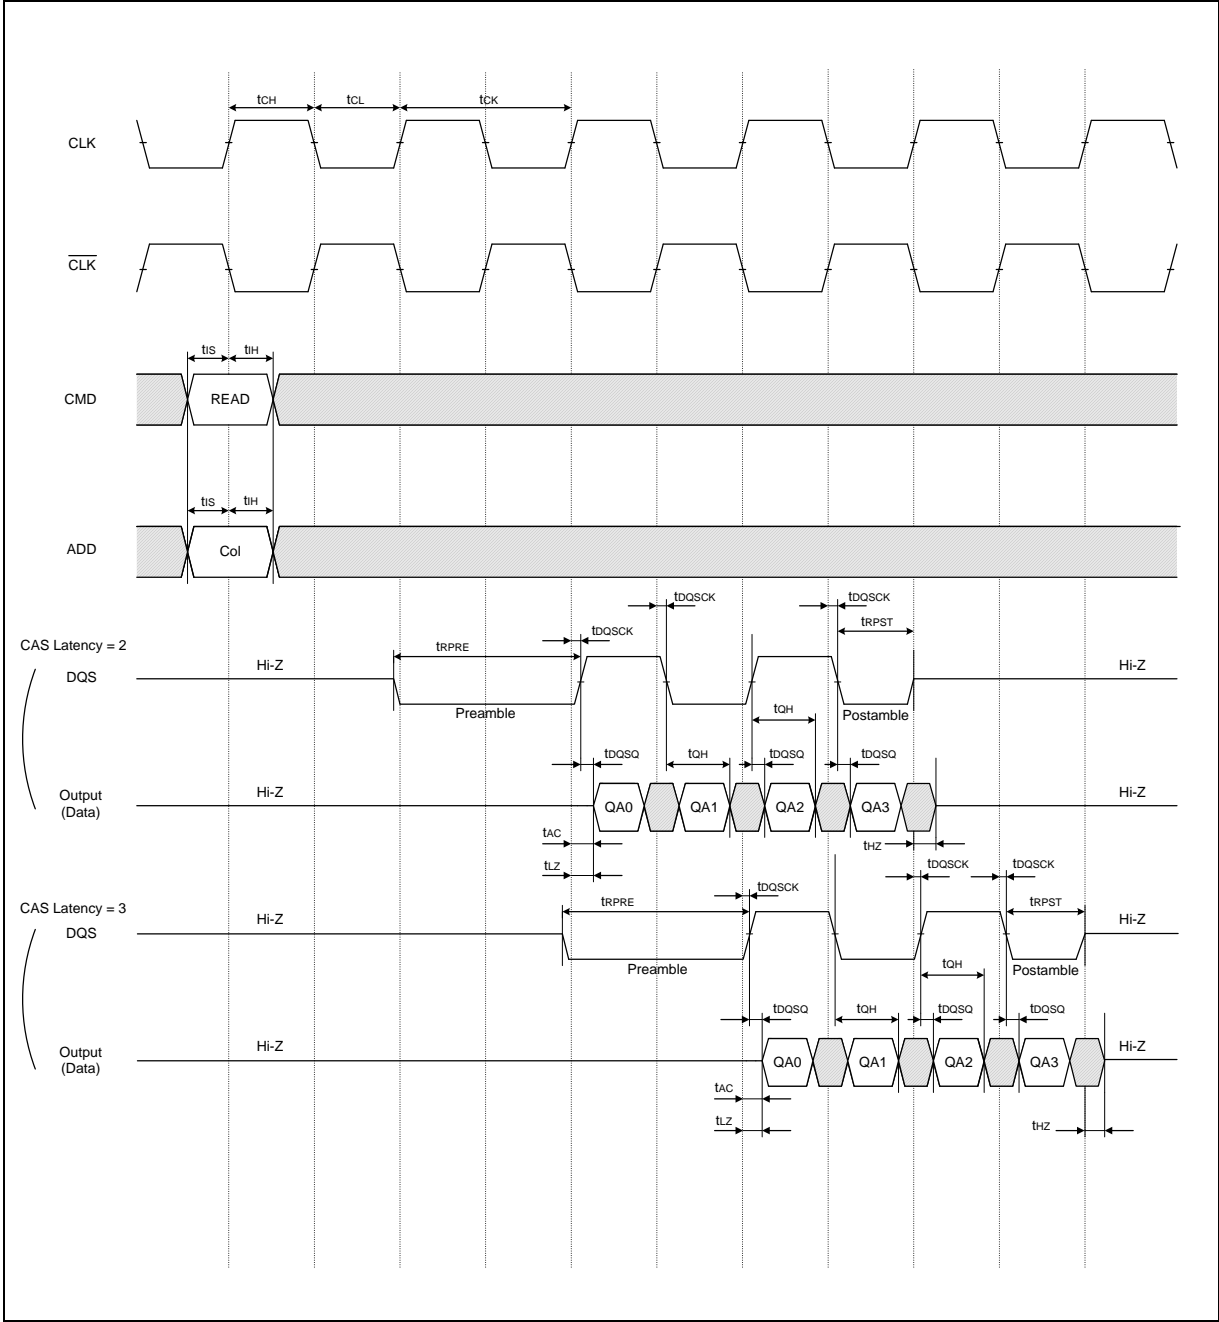 tCH tCL tCK
CLK
CLK
tIS tIH
CMD READ
tIS tIH
ADD Col
tDQSCK tDQSCK
tDQSCK tRPST
CAS Latency = 2
tRPRE
Hi-Z Hi-Z
DQS
Preamble Postamble
tQH
tDQSQ tQH tDQSQ tDQSQ
Hi-Z Hi-Z
Output
(Data)
QA0 QA1 QA2 QA3
tAC
tHZ
tLZ
tDQSCK tDQSCK
tDQSCK
CAS Latency = 3
tRPRE tRPST
Hi-Z Hi-Z
DQS
Preamble Postamble
tQH
tDQSQ tQH tDQSQ tDQSQ
Hi-Z Hi-Z
Output
(Data)
QA0 QA1 QA2 QA3
tAC
tLZ tHZ